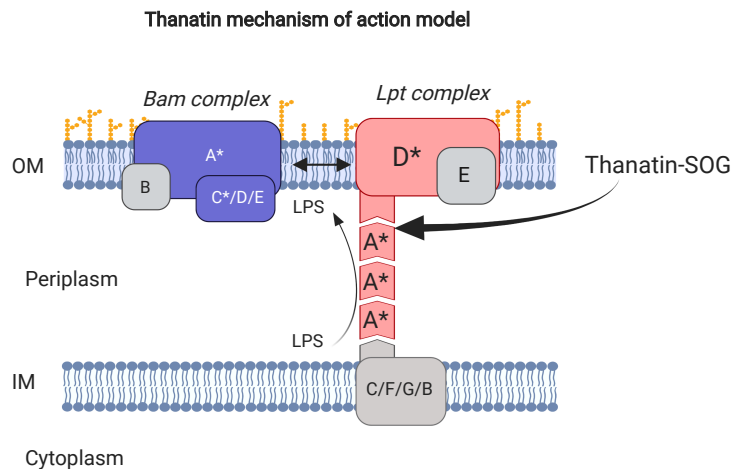 Thanatin mechanism of action model
Bam complex
Lpt complex
OM
A*
B
C*/D/E
D*
E
Thanatin-SOG
LPS
A*
A*
A*
Periplasm
LPS
IM
C/F/G/B
Cytoplasm